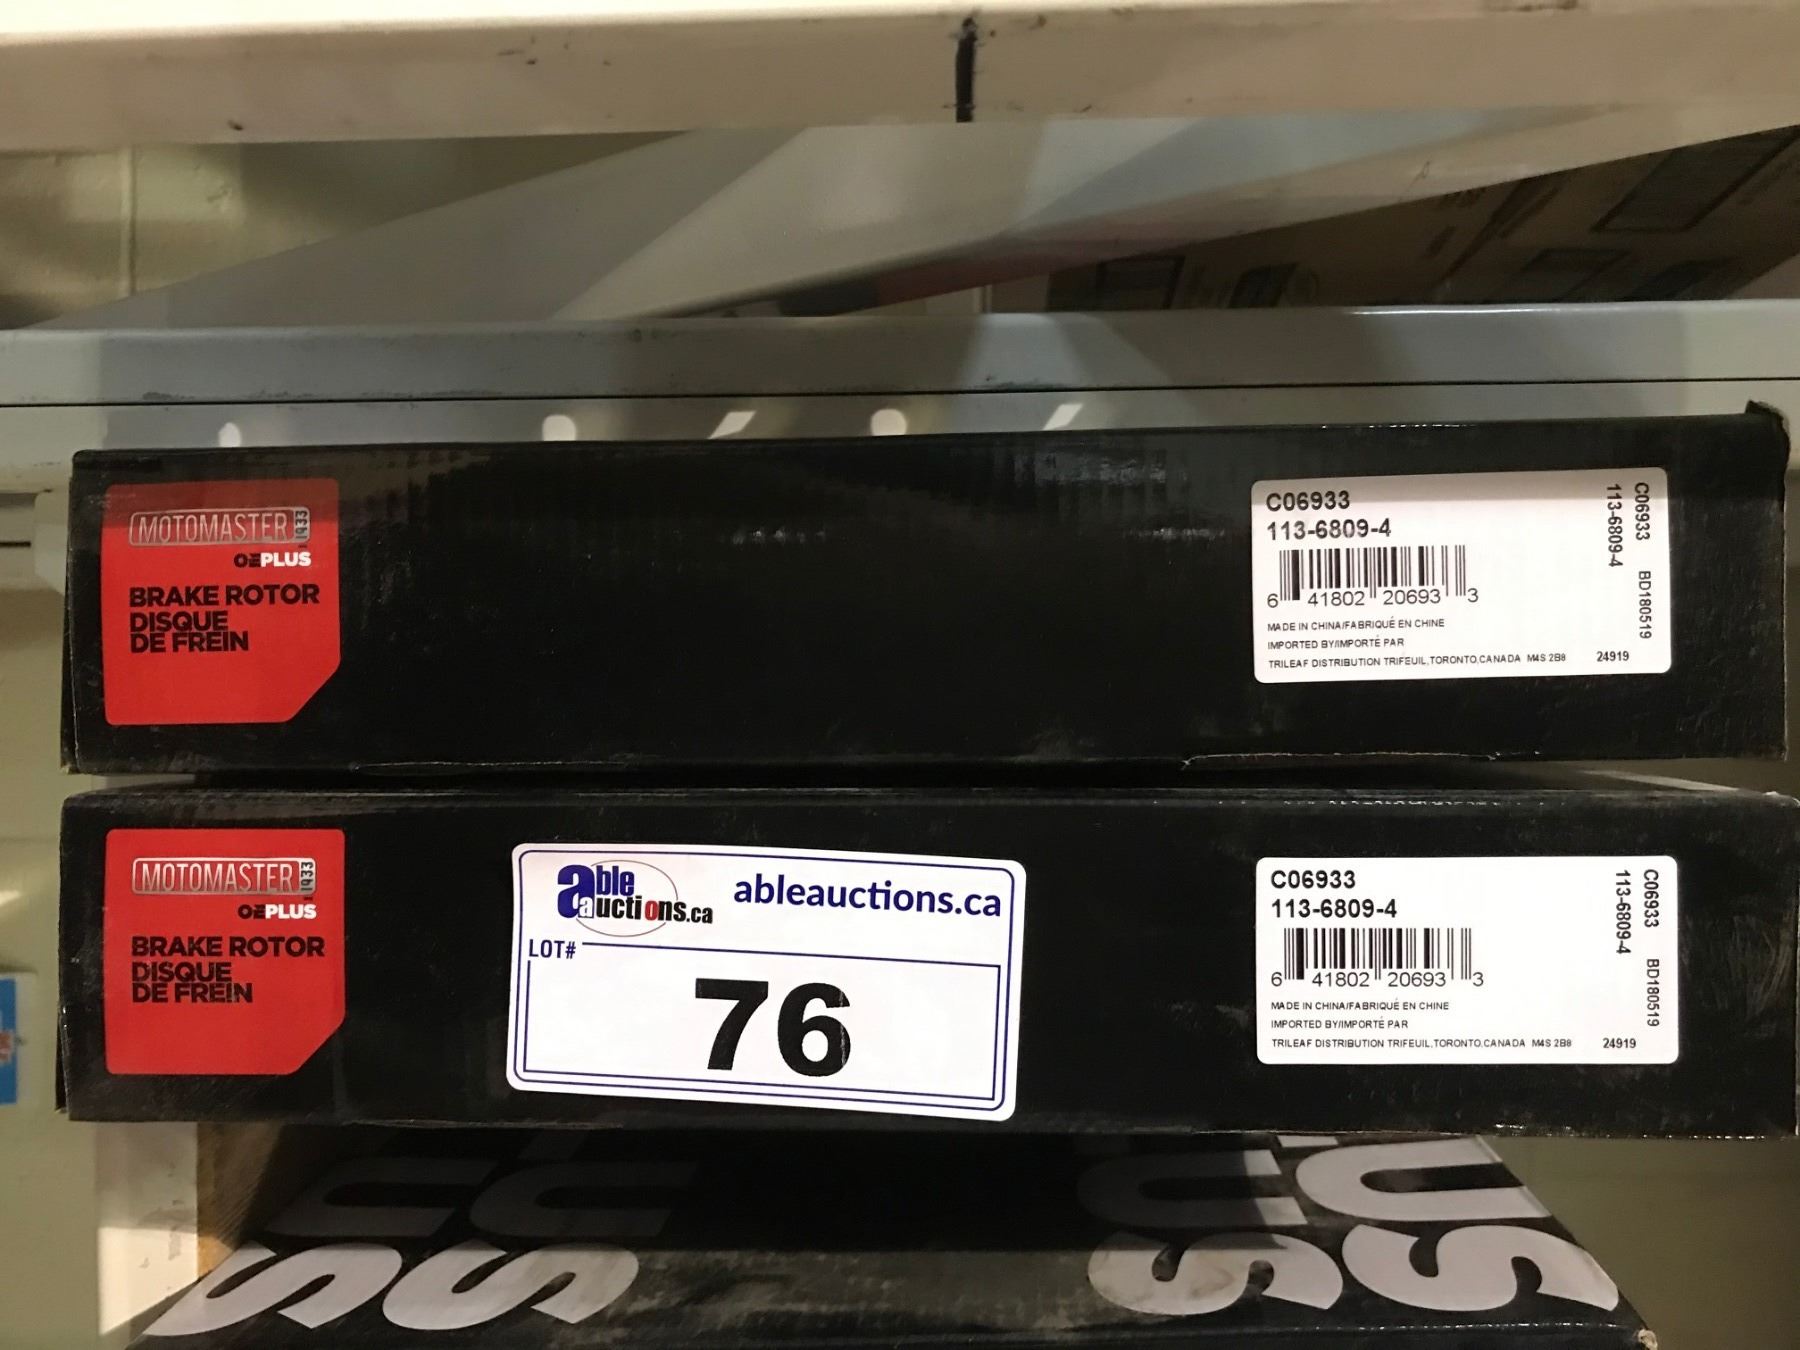 MOTOMASTER 1933
OEPLUS
BRAKE ROTOR
DISQUE
DE FREIN
C06933
113-6809-4
6 41802 20693 3
MADE IN CHINA/FABRIQUÉ EN CHINE
IMPORTED BY/IMPORTÉ PAR
TRILEAF DISTRIBUTION TRIFEUIL,TORONTO,CANADA M4S 2B8 24919
C06933 BD180519
113-6809-4
MOTOMASTER 1933
OEPLUS
BRAKE ROTOR
DISQUE
DE FREIN
able auctions.ca
ableauctions.ca
LOT#
76
C06933
113-6809-4
6 41802 20693 3
MADE IN CHINA/FABRIQUÉ EN CHINE
IMPORTED BY/IMPORTÉ PAR
TRILEAF DISTRIBUTION TRIFEUIL,TORONTO,CANADA M4S 2B8 24919
C06933 BD180519
113-6809-4